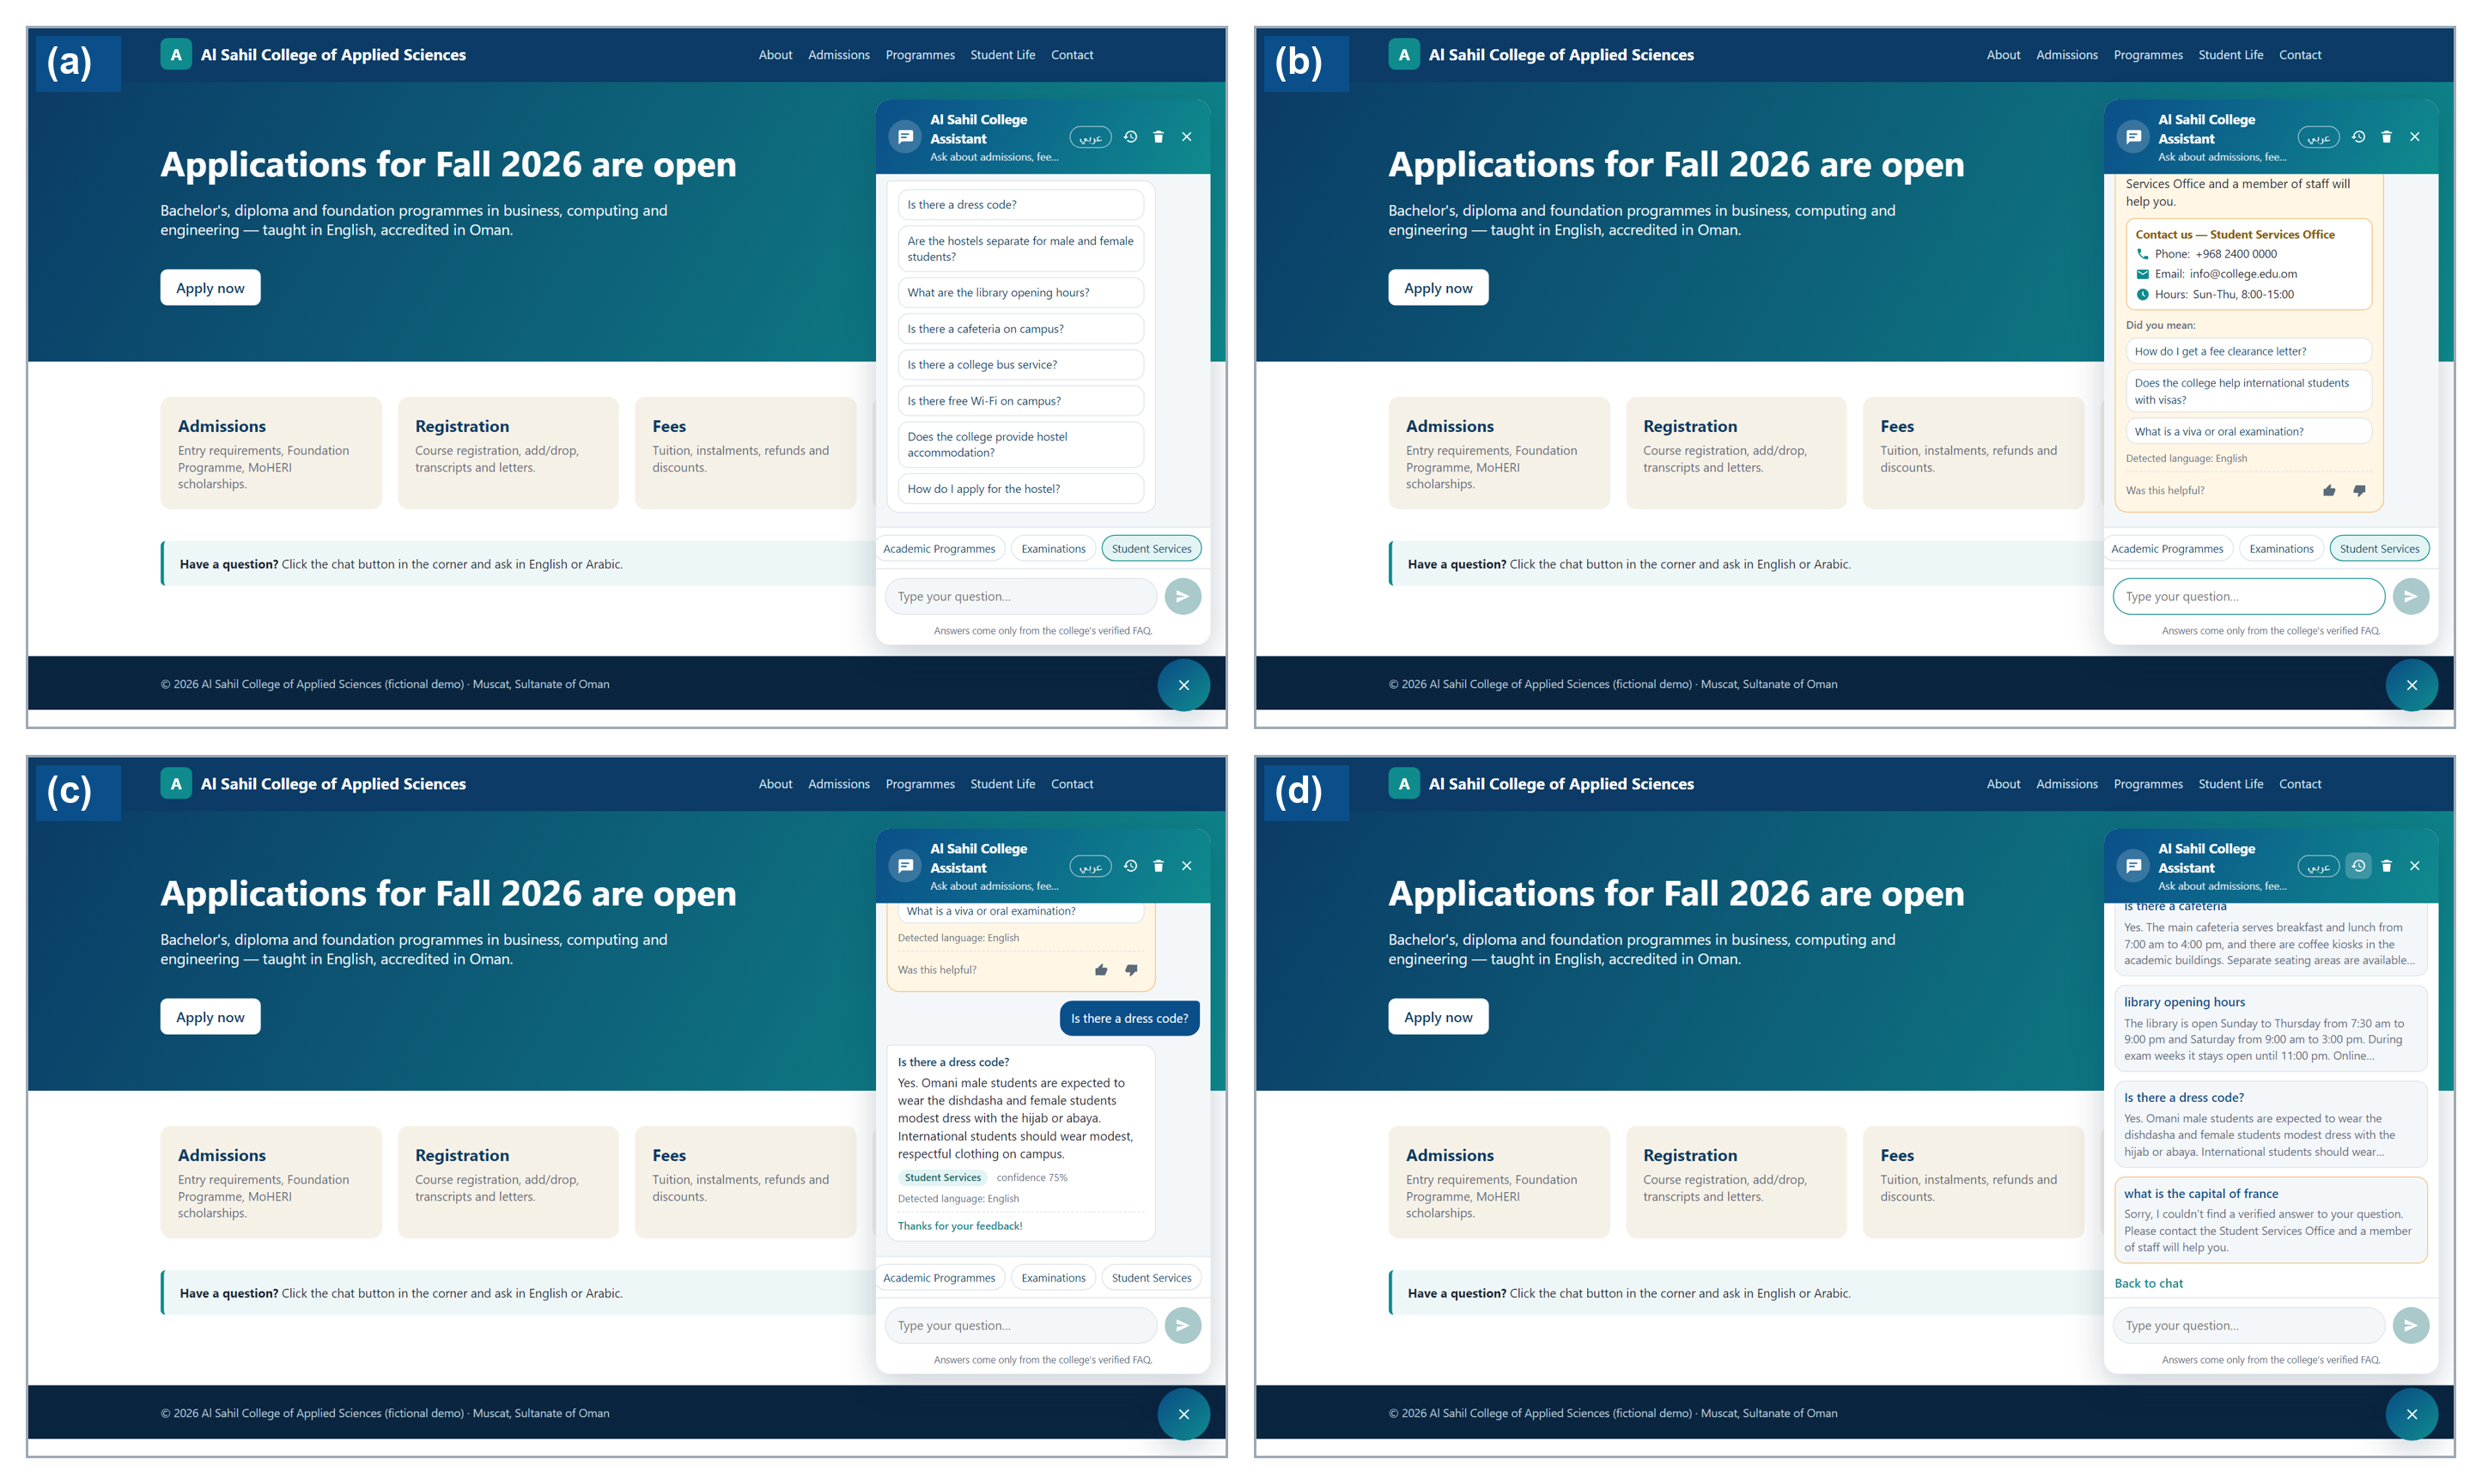 (a)
A
Al Sahil College of Applied Sciences
About Admissions Programmes Student Life Contact
Applications for Fall 2026 are open
Bachelor's, diploma and foundation programmes in business, computing and
engineering — taught in English, accredited in Oman.
Apply now
Admissions
Entry requirements, Foundation
Programme, MoHERI
scholarships.
Registration
Course registration, add/drop,
transcripts and letters.
Fees
Tuition, instalments, refunds and
discounts.
Have a question? Click the chat button in the corner and ask in English or Arabic.
Al Sahil College
Assistant
Ask about admissions, fee...
عربي
Is there a dress code?
Are the hostels separate for male and female
students?
What are the library opening hours?
Is there a cafeteria on campus?
Is there a college bus service?
Is there free Wi-Fi on campus?
Does the college provide hostel
accommodation?
How do I apply for the hostel?
Academic Programmes Examinations Student Services
Type your question...
Answers come only from the college's verified FAQ.
© 2026 Al Sahil College of Applied Sciences (fictional demo) · Muscat, Sultanate of Oman
(b)
A
Al Sahil College of Applied Sciences
About Admissions Programmes Student Life Contact
Applications for Fall 2026 are open
Bachelor's, diploma and foundation programmes in business, computing and
engineering — taught in English, accredited in Oman.
Apply now
Admissions
Entry requirements, Foundation
Programme, MoHERI
scholarships.
Registration
Course registration, add/drop,
transcripts and letters.
Fees
Tuition, instalments, refunds and
discounts.
Have a question? Click the chat button in the corner and ask in English or Arabic.
Al Sahil College
Assistant
Ask about admissions, fee...
عربي
Services Office and a member of staff will
help you.
Contact us — Student Services Office
Phone: +968 2400 0000
Email: info@college.edu.om
Hours: Sun-Thu, 8:00-15:00
Did you mean:
How do I get a fee clearance letter?
Does the college help international students
with visas?
What is a viva or oral examination?
Detected language: English
Was this helpful?
Academic Programmes Examinations Student Services
Type your question...
Answers come only from the college's verified FAQ.
© 2026 Al Sahil College of Applied Sciences (fictional demo) · Muscat, Sultanate of Oman
(c)
A
Al Sahil College of Applied Sciences
About Admissions Programmes Student Life Contact
Applications for Fall 2026 are open
Bachelor's, diploma and foundation programmes in business, computing and
engineering — taught in English, accredited in Oman.
Apply now
Admissions
Entry requirements, Foundation
Programme, MoHERI
scholarships.
Registration
Course registration, add/drop,
transcripts and letters.
Fees
Tuition, instalments, refunds and
discounts.
Have a question? Click the chat button in the corner and ask in English or Arabic.
Al Sahil College
Assistant
Ask about admissions, fee...
عربي
What is a viva or oral examination?
Detected language: English
Was this helpful?
Is there a dress code?
Is there a dress code?
Yes. Omani male students are expected to
wear the dishdasha and female students
modest dress with the hijab or abaya.
International students should wear modest,
respectful clothing on campus.
Student Services confidence 75%
Detected language: English
Thanks for your feedback!
Academic Programmes Examinations Student Services
Type your question...
Answers come only from the college's verified FAQ.
© 2026 Al Sahil College of Applied Sciences (fictional demo) · Muscat, Sultanate of Oman
(d)
A
Al Sahil College of Applied Sciences
About Admissions Programmes Student Life Contact
Applications for Fall 2026 are open
Bachelor's, diploma and foundation programmes in business, computing and
engineering — taught in English, accredited in Oman.
Apply now
Admissions
Entry requirements, Foundation
Programme, MoHERI
scholarships.
Registration
Course registration, add/drop,
transcripts and letters.
Fees
Tuition, instalments, refunds and
discounts.
Have a question? Click the chat button in the corner and ask in English or Arabic.
Al Sahil College
Assistant
Ask about admissions, fee...
عربي
is there a cafeteria
Yes. The main cafeteria serves breakfast and lunch from
7:00 am to 4:00 pm, and there are coffee kiosks in the
academic buildings. Separate seating areas are available...
library opening hours
The library is open Sunday to Thursday from 7:30 am to
9:00 pm and Saturday from 9:00 am to 3:00 pm. During
exam weeks it stays open until 11:00 pm. Online...
Is there a dress code?
Yes. Omani male students are expected to wear the
dishdasha and female students modest dress with the
hijab or abaya. International students should wear...
what is the capital of france
Sorry, I couldn't find a verified answer to your question.
Please contact the Student Services Office and a member
of staff will help you.
Back to chat
Type your question...
Answers come only from the college's verified FAQ.
© 2026 Al Sahil College of Applied Sciences (fictional demo) · Muscat, Sultanate of Oman